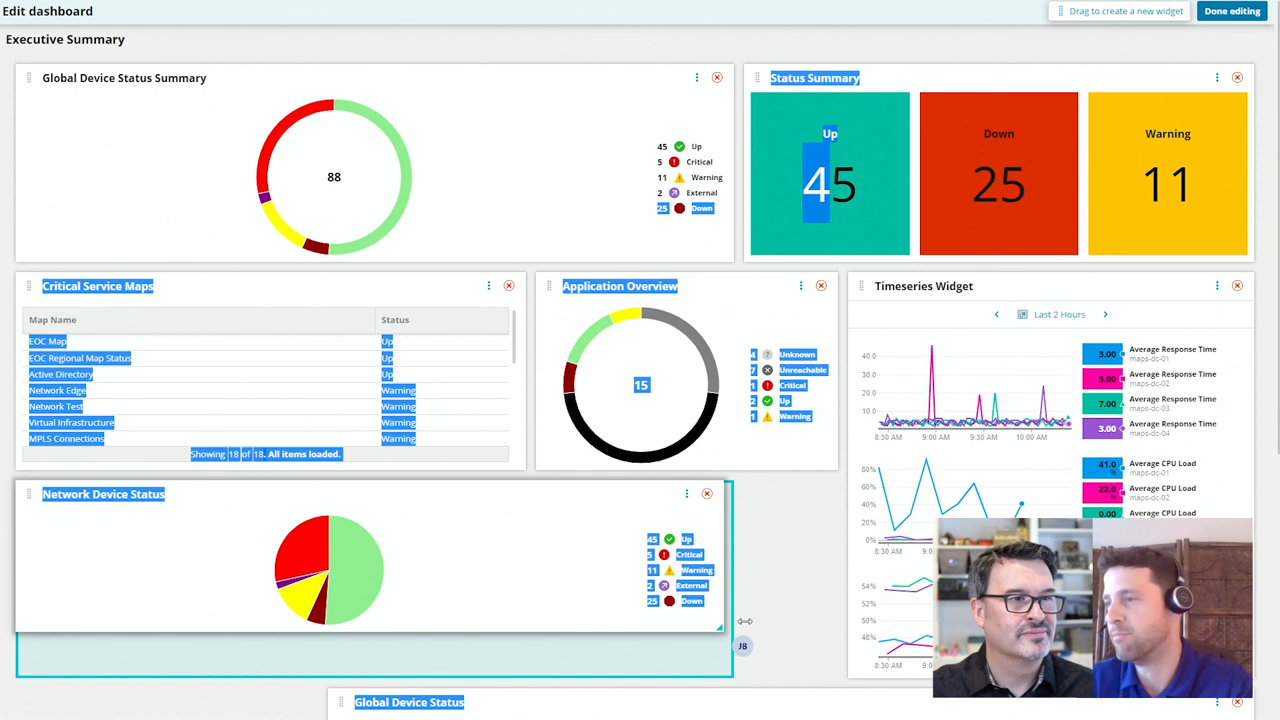 Edit dashboard
Drag to create a new widget
Done editing
Executive Summary
Global Device Status Summary
88
45 Up
5 Critical
11 Warning
2 External
25 Down
Status Summary
Up
45
Down
25
Warning
11
Critical Service Maps
Map Name Status
EOC Map Up
EOC Regional Map Status Up
Active Directory Up
Network Edge Warning
Network Test Warning
Virtual Infrastructure Warning
MPLS Connections Warning
Showing 18 of 18. All items loaded.
Application Overview
15
4 Unknown
7 Unreachable
1 Critical
2 Up
1 Warning
Timeseries Widget
Last 2 Hours
40.0
30.0
20.0
10.0
8:30 AM 9:00 AM 9:30 AM 10:00 AM
3.00 Average Response Time
maps-dc-01
3.00 Average Response Time
maps-dc-02
7.00 Average Response Time
maps-dc-03
3.00 Average Response Time
maps-dc-04
80%
60%
40%
20%
0%
8:30 AM 9:00 AM
41.0 % Average CPU Load
maps-dc-01
22.0 % Average CPU Load
maps-dc-02
0.00 Average CPU Load
54%
52%
50%
48%
8:30 AM
Network Device Status
45 Up
5 Critical
11 Warning
2 External
25 Down
JB
Global Device Status